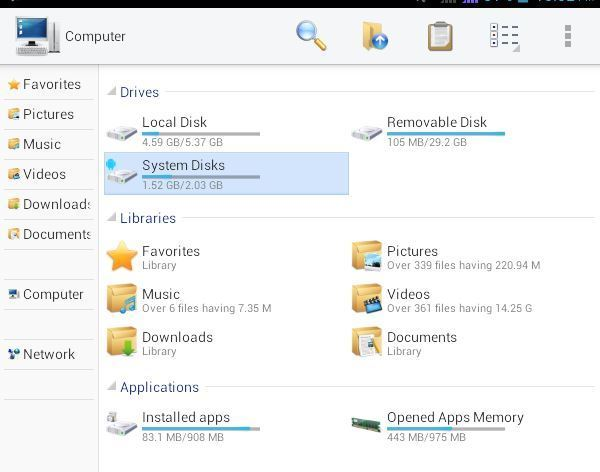 Computer
Favorites
Pictures
Music
Videos
Downloads
Documents
Computer
Network
Drives
Local Disk
4.59 GB/5.37 GB
Removable Disk
105 MB/29.2 GB
System Disks
1.52 GB/2.03 GB
Libraries
Favorites
Library
Pictures
Over 339 files having 220.94 M
Music
Over 6 files having 7.35 M
Videos
Over 361 files having 14.25 G
Downloads
Library
Documents
Library
Applications
Installed apps
83.1 MB/908 MB
Opened Apps Memory
443 MB/975 MB